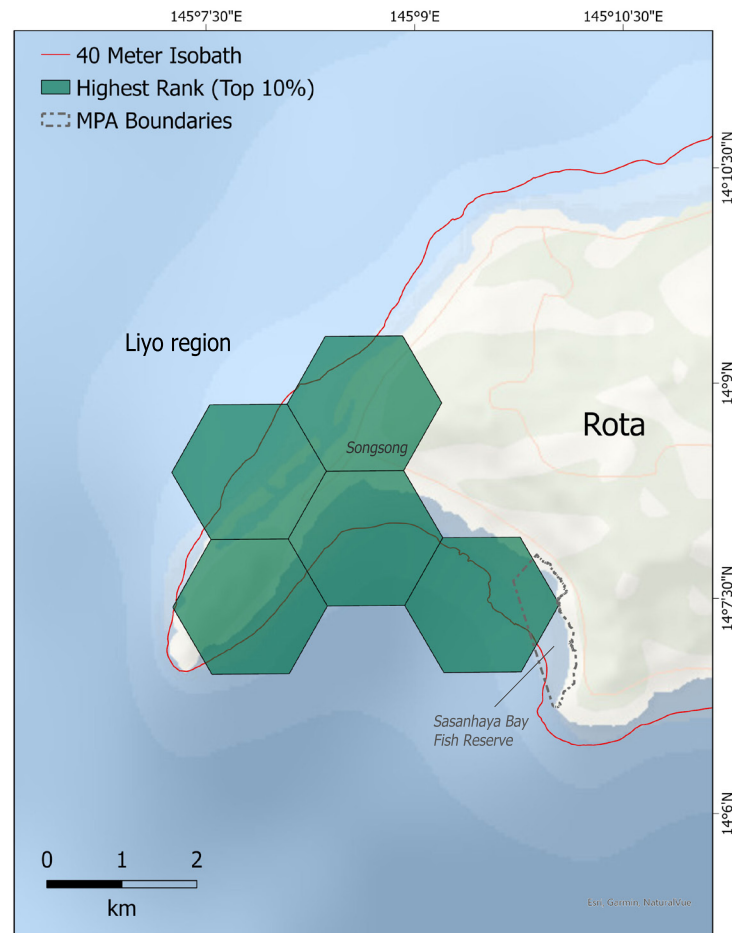 145°7'30"E
145°9'E
145°10'30"E
40 Meter Isobath
Highest Rank (Top 10%)
MPA Boundaries
14°10'30"N
Liyo region
14°9'N
Rota
Songsong
14°7'30"N
Sasanhaya Bay
Fish Reserve
14°6'N
0 1 2
km
Esri, Garmin, NaturalVue